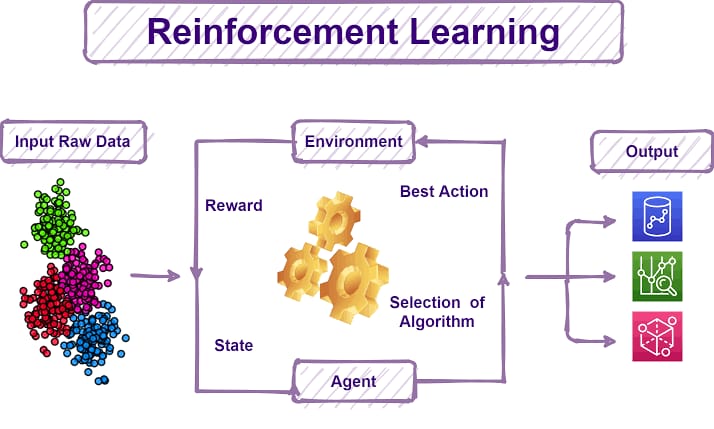 Reinforcement Learning
Input Raw Data
Environment
Output
Reward
Best Action
Selection of
Algorithm
State
Agent